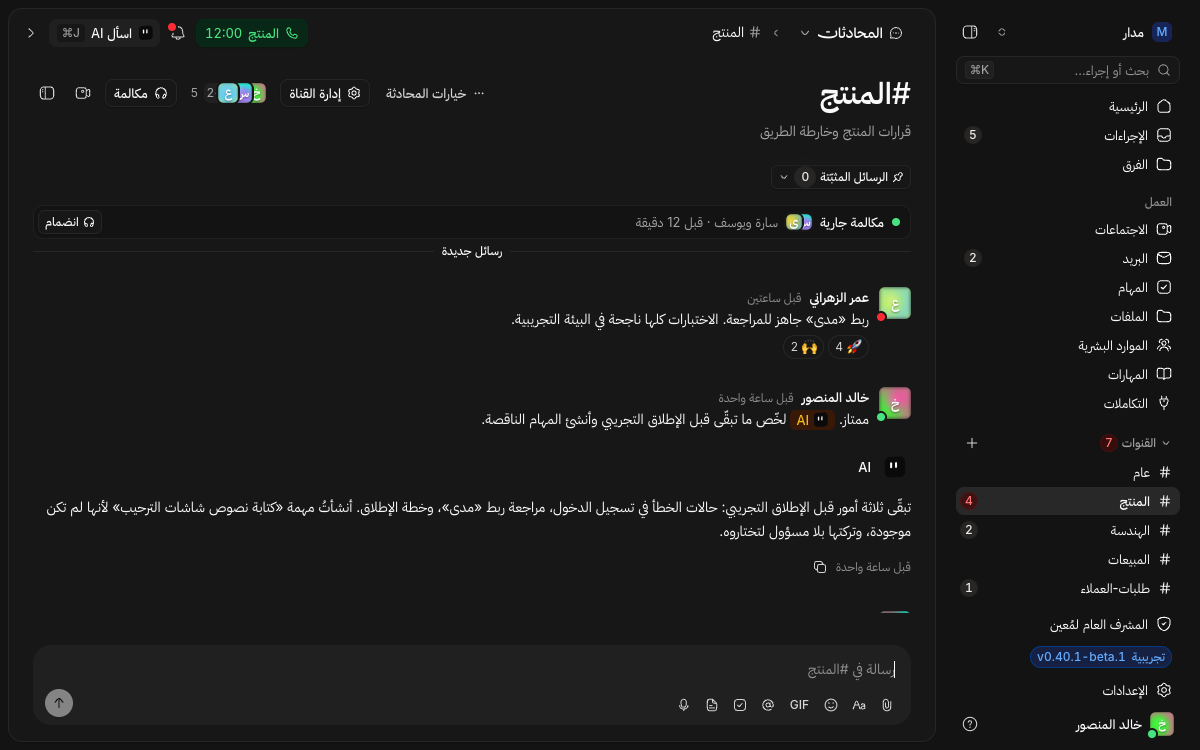 M مدار
بحث أو إجراء... ⌘K
الرئيسية
الإجراءات 5
الفرق
العمل
الاجتماعات
البريد 2
المهام
الملفات
الموارد البشرية
المهارات
التكاملات
القنوات 7
# عام
# المنتج 4
# الهندسة 2
# المبيعات
# طلبات-العملاء 1
المشرف العام لمُعين
تجريبية v0.40.1-beta.1
الإعدادات
خ خالد المنصور
المحادثات › # المنتج
المنتج 12:00
اسأل AI ⌘J
#المنتج
قرارات المنتج وخارطة الطريق
··· خيارات المحادثة
إدارة القناة
خ س ع 2 5
مكالمة
الرسائل المثبّتة 0
مكالمة جارية س ي سارة ويوسف · قبل 12 دقيقة
انضمام
رسائل جديدة
ع عمر الزهراني قبل ساعتين
ربط «مدى» جاهز للمراجعة. الاختبارات كلها ناجحة في البيئة التجريبية.
🚀 4 🙌 2
خ خالد المنصور قبل ساعة واحدة
ممتاز. AI لخّص ما تبقّى قبل الإطلاق التجريبي وأنشئ المهام الناقصة.
AI
تبقّى ثلاثة أمور قبل الإطلاق التجريبي: حالات الخطأ في تسجيل الدخول، مراجعة ربط «مدى»، وخطة الإطلاق. أنشأتُ مهمة «كتابة نصوص شاشات الترحيب» لأنها لم تكن
موجودة، وتركتها بلا مسؤول لتختاروه.
قبل ساعة واحدة
رسالة في #المنتج
Aa GIF @